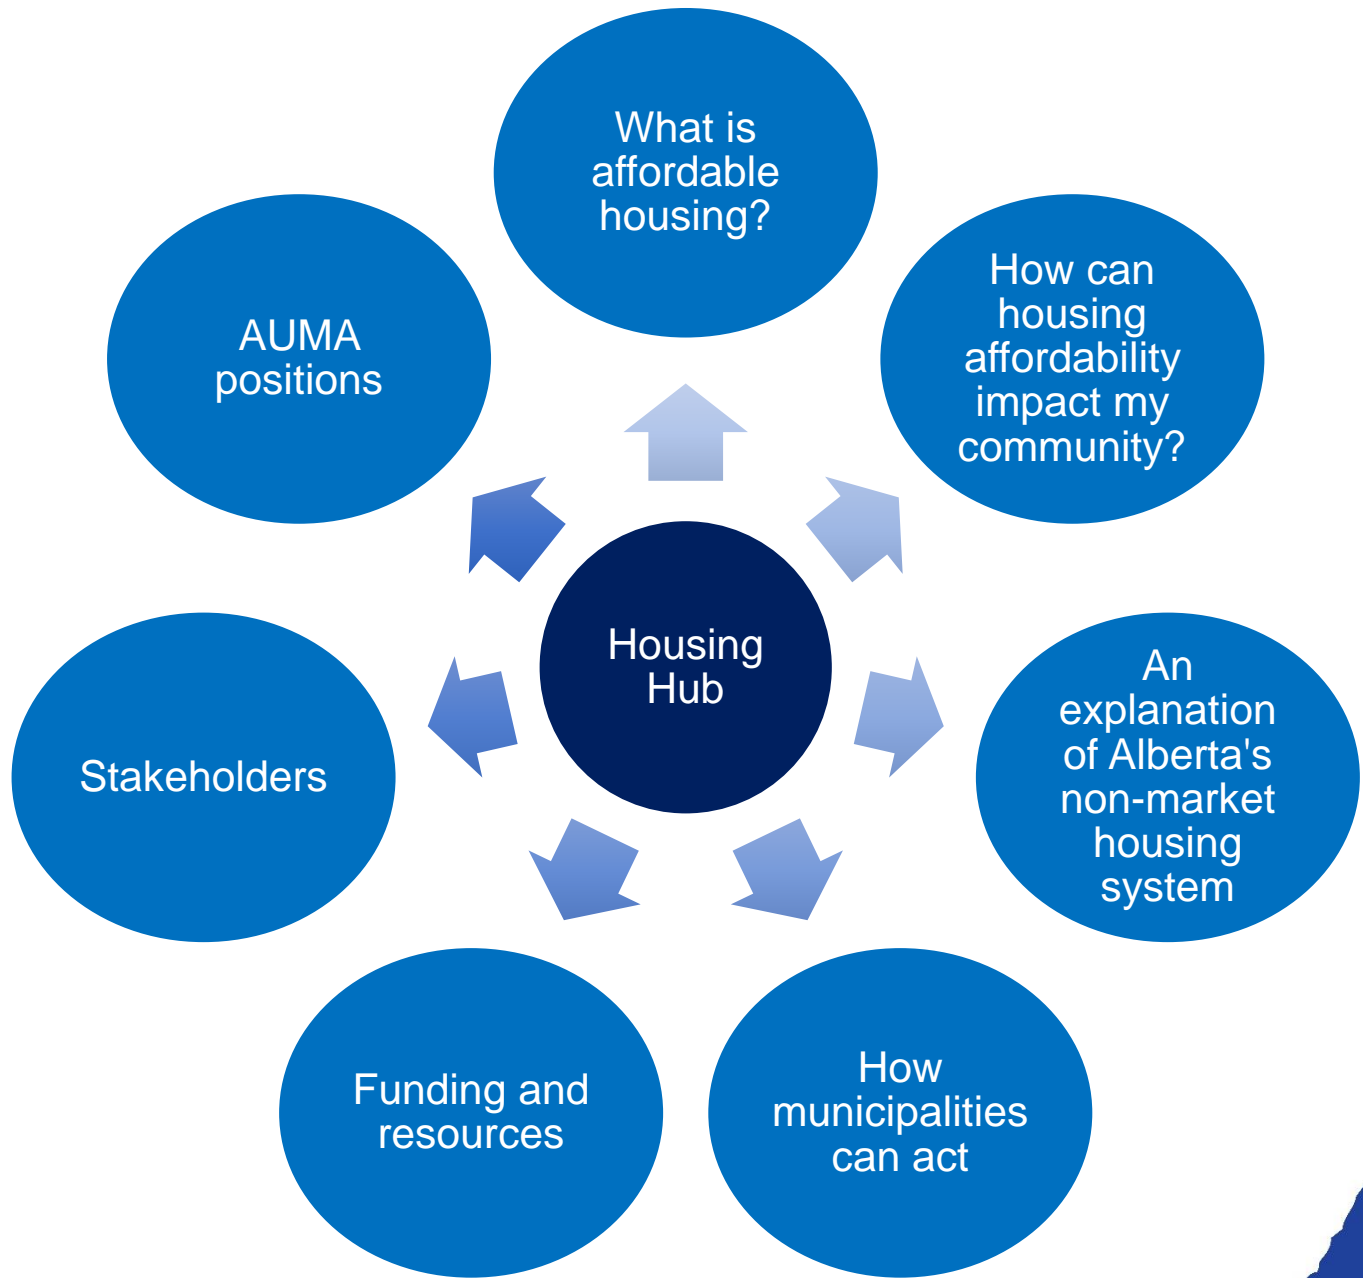 What is
affordable
housing?
How can
housing
affordability
impact my
community?
An
explanation
of Alberta's
non-market
housing
system
How
municipalities
can act
Funding and
resources
Stakeholders
AUMA
positions
Housing
Hub